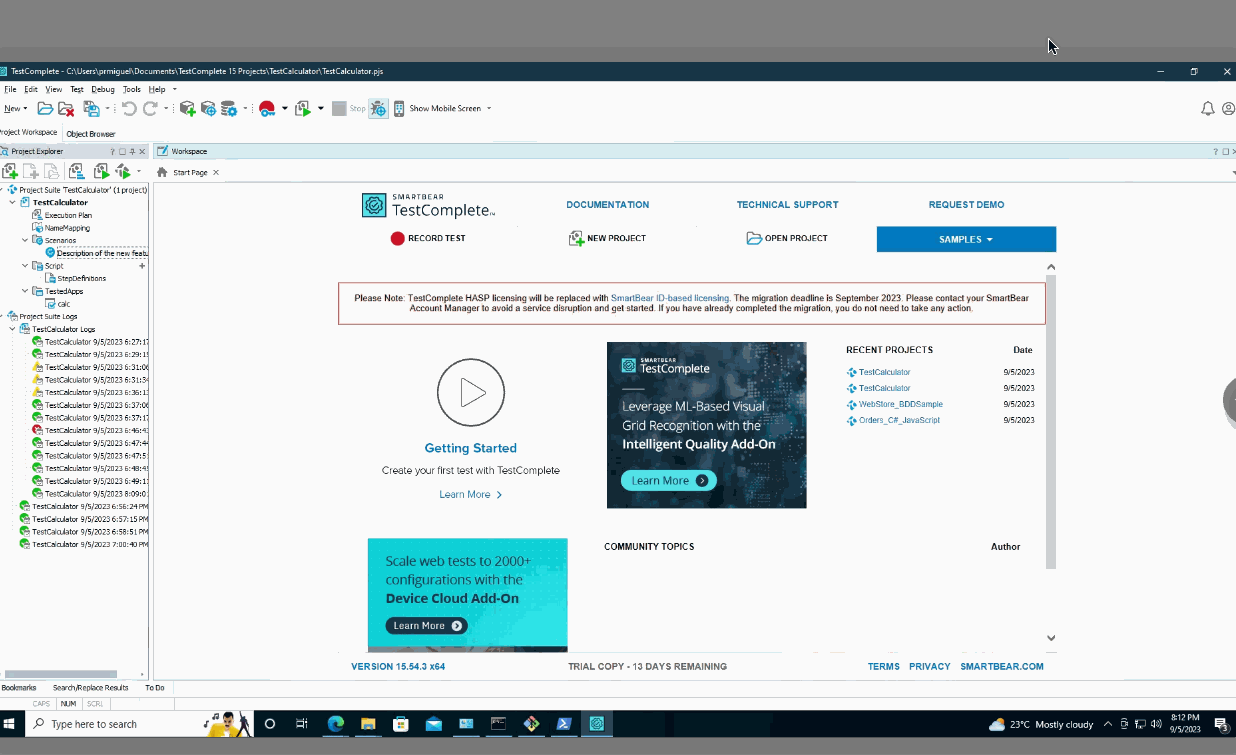 TestComplete - C:\Users\prmiguel\Documents\TestComplete 15 Projects\TestCalculator\TestCalculator.pjs
File Edit View Test Debug Tools Help
New Stop Show Mobile Screen
Project Workspace Object Browser
Project Explorer
Workspace
Start Page
Project Suite 'TestCalculator' (1 project)
TestCalculator
Execution Plan
NameMapping
Scenarios
Description of the new featu
Script
StepDefinitions
TestedApps
calc
Project Suite Logs
TestCalculator Logs
TestCalculator 9/5/2023 6:27:17
TestCalculator 9/5/2023 6:29:1
TestCalculator 9/5/2023 6:31:06
TestCalculator 9/5/2023 6:31:34
TestCalculator 9/5/2023 6:36:1
TestCalculator 9/5/2023 6:37:06
TestCalculator 9/5/2023 6:37:17
TestCalculator 9/5/2023 6:46:4
TestCalculator 9/5/2023 6:47:44
TestCalculator 9/5/2023 6:47:5
TestCalculator 9/5/2023 6:48:4
TestCalculator 9/5/2023 6:49:1
TestCalculator 9/5/2023 8:09:0
TestCalculator 9/5/2023 6:56:24 PM
TestCalculator 9/5/2023 6:57:15 PM
TestCalculator 9/5/2023 6:58:51 PM
TestCalculator 9/5/2023 7:00:40 PM
SMARTBEAR
TestComplete™
DOCUMENTATION TECHNICAL SUPPORT REQUEST DEMO
RECORD TEST NEW PROJECT OPEN PROJECT SAMPLES
Please Note: TestComplete HASP licensing will be replaced with SmartBear ID-based licensing. The migration deadline is September 2023. Please contact your SmartBear
Account Manager to avoid a service disruption and get started. If you have already completed the migration, you do not need to take any action.
Getting Started
Create your first test with TestComplete
Learn More >
SMARTBEAR
TestComplete
Leverage ML-Based Visual
Grid Recognition with the
Intelligent Quality Add-On
Learn More
RECENT PROJECTS Date
TestCalculator 9/5/2023
TestCalculator 9/5/2023
WebStore_BDDSample 9/5/2023
Orders_C#_JavaScript 9/5/2023
Scale web tests to 2000+
configurations with the
Device Cloud Add-On
Learn More
COMMUNITY TOPICS Author
VERSION 15.54.3 x64 TRIAL COPY - 13 DAYS REMAINING TERMS PRIVACY SMARTBEAR.COM
Bookmarks Search/Replace Results To Do
CAPS NUM SCRL
Type here to search
23°C Mostly cloudy
8:12 PM
9/5/2023
3